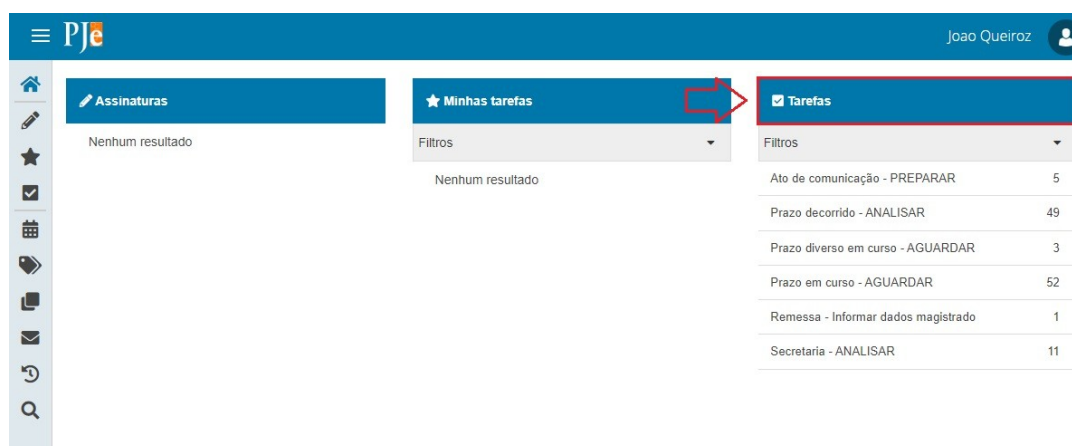 PJe
Joao Queiroz
Assinaturas
Nenhum resultado
Minhas tarefas
Filtros
Nenhum resultado
Tarefas
Filtros
Ato de comunicação - PREPARAR 5
Prazo decorrido - ANALISAR 49
Prazo diverso em curso - AGUARDAR 3
Prazo em curso - AGUARDAR 52
Remessa - Informar dados magistrado 1
Secretaria - ANALISAR 11